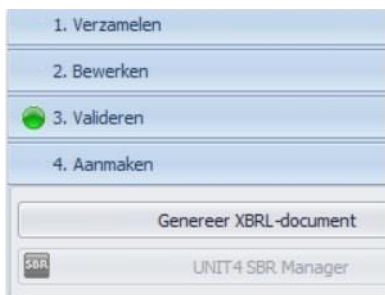 1. Verzamelen
2. Bewerken
3. Valideren
4. Aanmaken
Genereer XBRL-document
SBR
UNIT4 SBR Manager